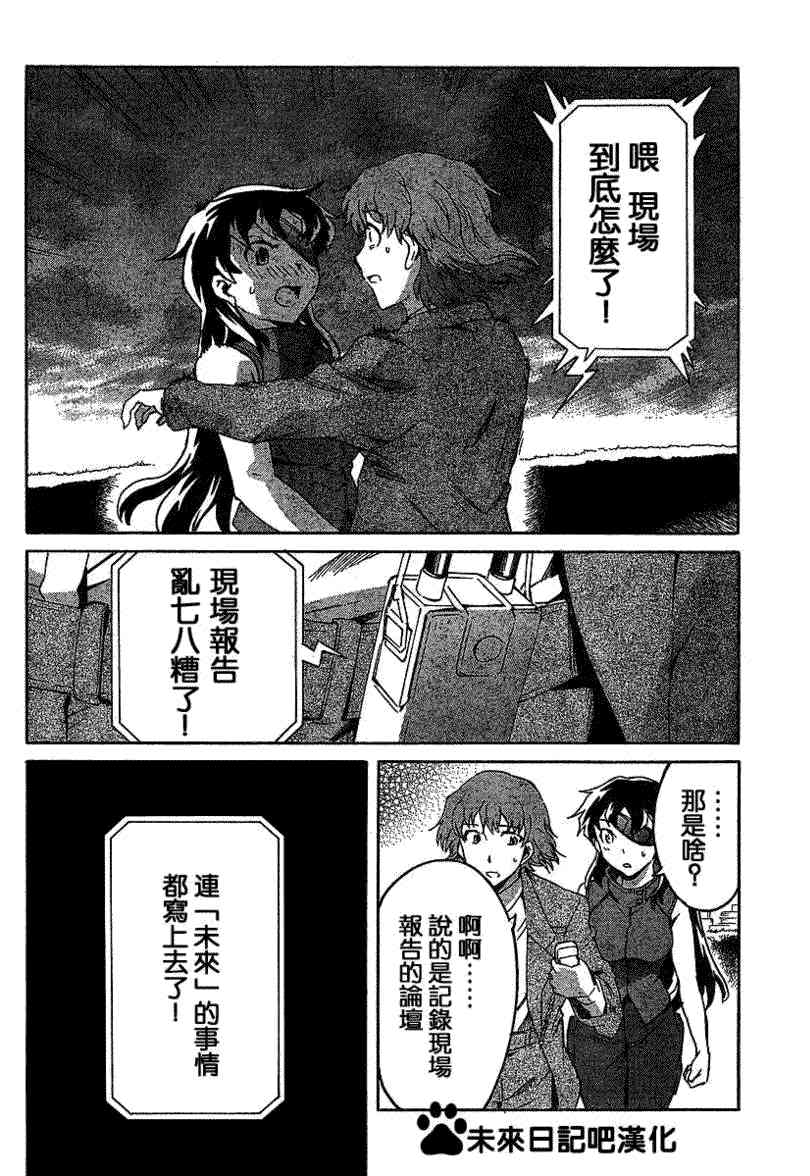 喂 現場
到底怎麼了！
現場報告
亂七八糟了！
……
那是啥？
啊啊……
說的是記錄現場
報告的論壇
連「未來」的事情
都寫上去了！
未來日記吧漢化